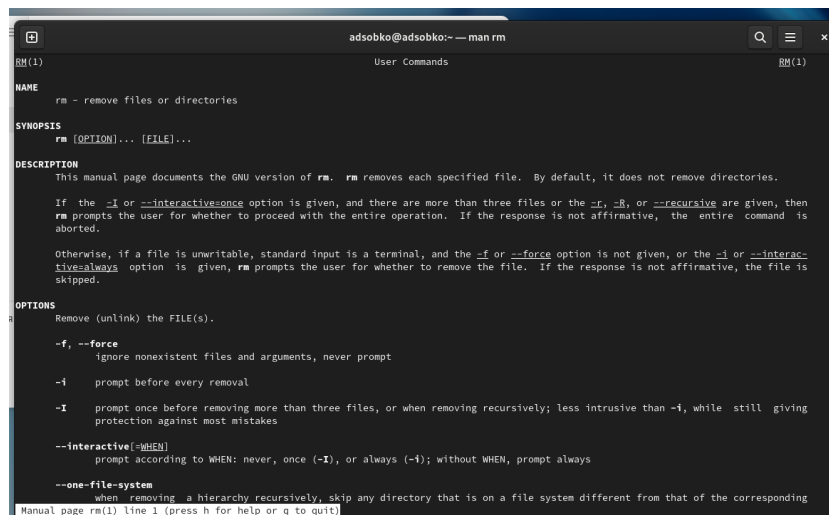 adsobko@adsobko:~ — man rm
RM(1) User Commands RM(1)
NAME
rm - remove files or directories
SYNOPSIS
rm [OPTION]... [FILE]...
DESCRIPTION
This manual page documents the GNU version of rm. rm removes each specified file. By default, it does not remove directories.
If the -I or --interactive=once option is given, and there are more than three files or the -r, -R, or --recursive are given, then
rm prompts the user for whether to proceed with the entire operation. If the response is not affirmative, the entire command is
aborted.
Otherwise, if a file is unwritable, standard input is a terminal, and the -f or --force option is not given, or the -i or --interac-
tive=always option is given, rm prompts the user for whether to remove the file. If the response is not affirmative, the file is
skipped.
OPTIONS
Remove (unlink) the FILE(s).
-f, --force
ignore nonexistent files and arguments, never prompt
-i prompt before every removal
-I prompt once before removing more than three files, or when removing recursively; less intrusive than -i, while still giving
protection against most mistakes
--interactive[=WHEN]
prompt according to WHEN: never, once (-I), or always (-i); without WHEN, prompt always
--one-file-system
when removing a hierarchy recursively, skip any directory that is on a file system different from that of the corresponding
Manual page rm(1) line 1 (press h for help or q to quit)